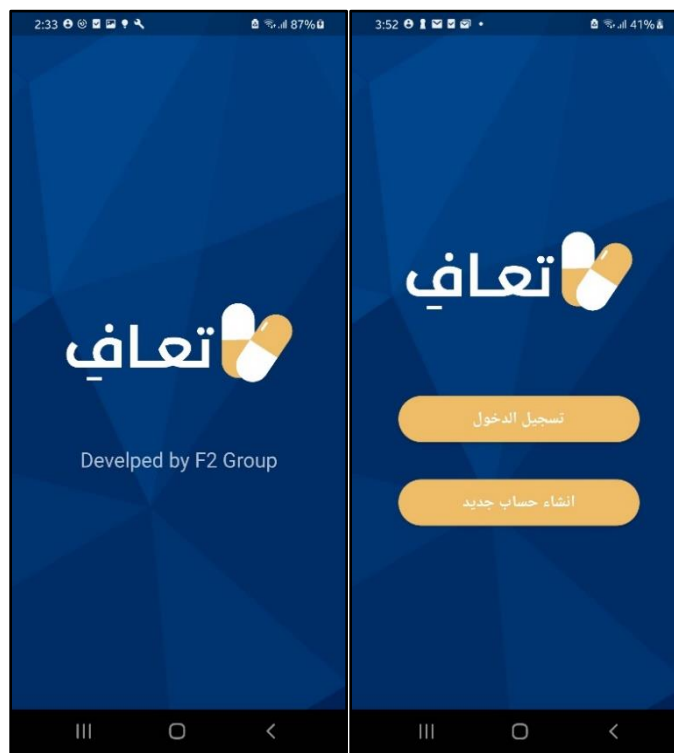 2:33
87%
تعافِ
Develped by F2 Group
3:52
41%
تعافِ
تسجيل الدخول
انشاء حساب جديد